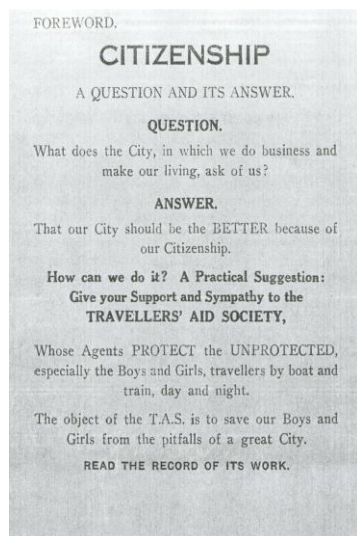 FOREWORD.
CITIZENSHIP
A QUESTION AND ITS ANSWER.
QUESTION.
What does the City, in which we do business and
make our living, ask of us?
ANSWER.
That our City should be the BETTER because of
our Citizenship.
How can we do it? A Practical Suggestion:
Give your Support and Sympathy to the
TRAVELLERS' AID SOCIETY,
Whose Agents PROTECT the UNPROTECTED,
especially the Boys and Girls, travellers by boat and
train, day and night.
The object of the T.A.S. is to save our Boys and
Girls from the pitfalls of a great City.
READ THE RECORD OF ITS WORK.